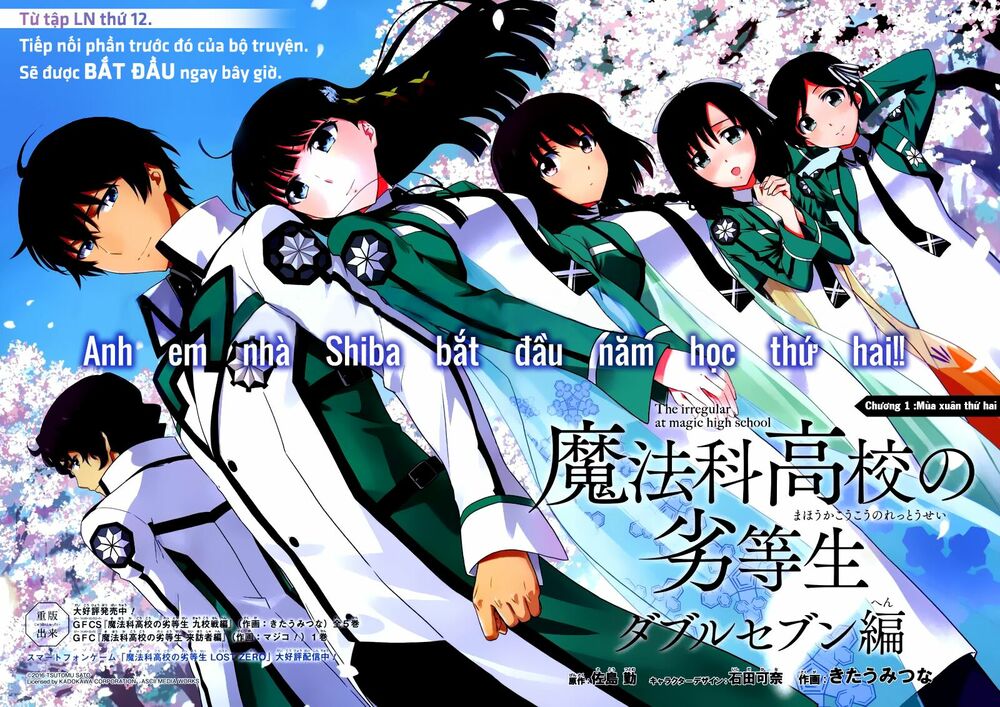 Từ tập LN thứ 12.
Tiếp nối phần trước đó của bộ truyện.
Sẽ được BẮT ĐẦU ngay bây giờ.
Anh em nhà Shiba bắt đầu năm học thứ hai!!
Chương 1 :Mùa xuân thứ hai
The irregular
at magic high school
魔法科高校の
まほうかこうこうのれっとうせい
劣等生
ダブルセブン編
へん
重版
出来
大好評発売中!
GFCS「魔法科高校の劣等生 九校戦編」(作画:きたうみつな)全5巻
GFC「魔法科高校の劣等生 来訪者編」(作画:マジコ!)1巻
スマートフォンゲーム「魔法科高校の劣等生 LOST ZERO」大好評配信中!
©2016 TSUTOMU SATO
Licensed by KADOKAWA CORPORATION, ASCII MEDIA WORKS
原作:佐島 勤 キャラクターデザイン:石田可奈 作画:きたうみつな